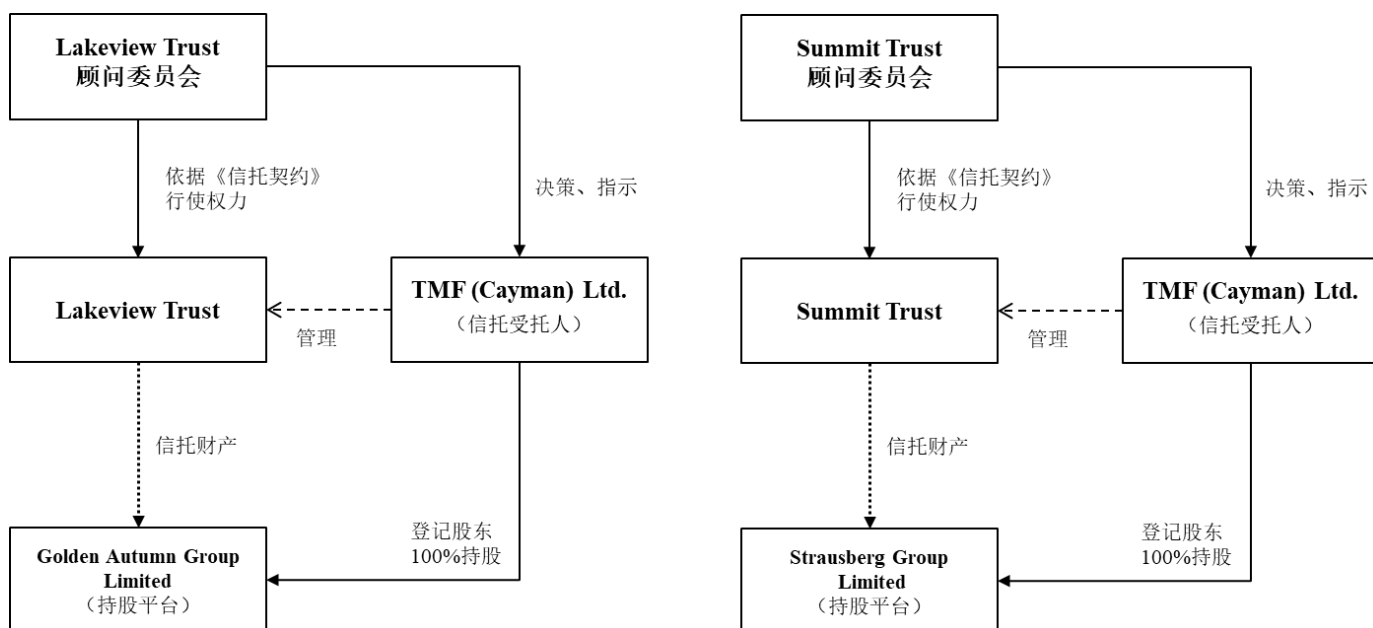 Lakeview Trust
顾问委员会
依据《信托契约》
行使权力
决策、指示
Lakeview Trust
管理
TMF (Cayman) Ltd.
（信托受托人）
信托财产
登记股东
100%持股
Golden Autumn Group
Limited
（持股平台）
Summit Trust
顾问委员会
依据《信托契约》
行使权力
决策、指示
Summit Trust
管理
TMF (Cayman) Ltd.
（信托受托人）
信托财产
登记股东
100%持股
Strausberg Group
Limited
（持股平台）